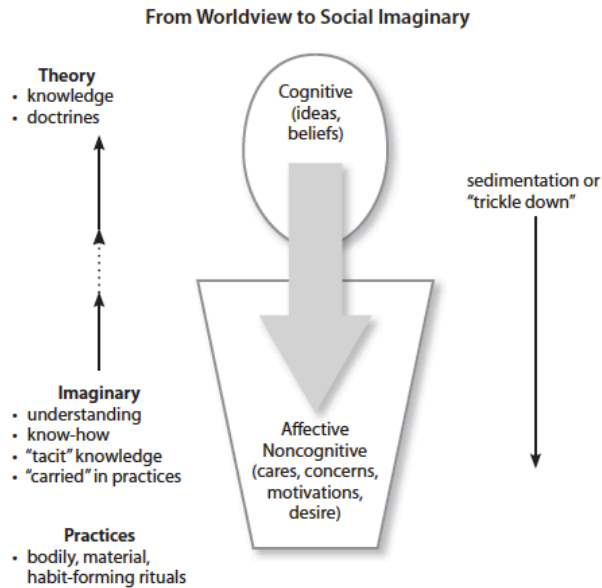 From Worldview to Social Imaginary
Theory
• knowledge
• doctrines
Cognitive
(ideas,
beliefs)
sedimentation or
“trickle down”
Imaginary
• understanding
• know-how
• “tacit” knowledge
• “carried” in practices
Affective
Noncognitive
(cares, concerns,
motivations,
desire)
Practices
• bodily, material,
habit-forming rituals